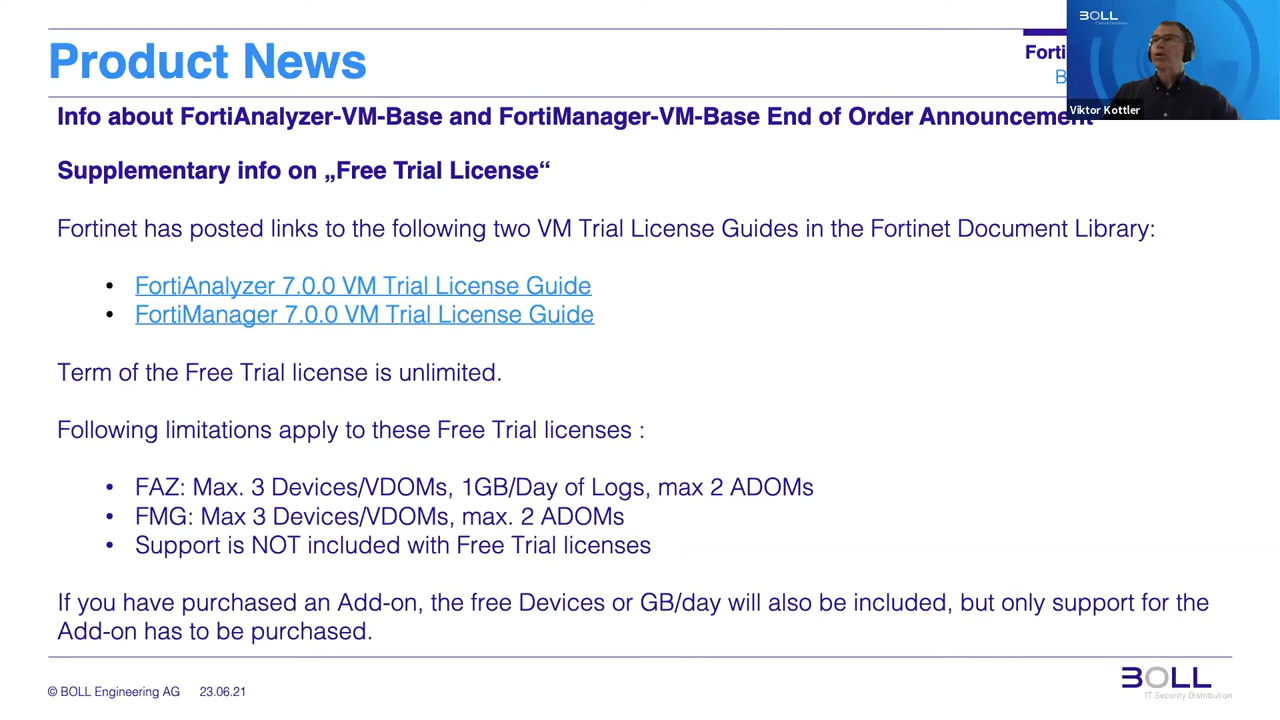 Product News
Forti
B
BOLL
Viktor Kottler
Info about FortiAnalyzer-VM-Base and FortiManager-VM-Base End of Order Announcement
Supplementary info on „Free Trial License“
Fortinet has posted links to the following two VM Trial License Guides in the Fortinet Document Library:
• FortiAnalyzer 7.0.0 VM Trial License Guide
• FortiManager 7.0.0 VM Trial License Guide
Term of the Free Trial license is unlimited.
Following limitations apply to these Free Trial licenses :
• FAZ: Max. 3 Devices/VDOMs, 1GB/Day of Logs, max 2 ADOMs
• FMG: Max 3 Devices/VDOMs, max. 2 ADOMs
• Support is NOT included with Free Trial licenses
If you have purchased an Add-on, the free Devices or GB/day will also be included, but only support for the
Add-on has to be purchased.
© BOLL Engineering AG 23.06.21
BOLL
IT Security Distribution